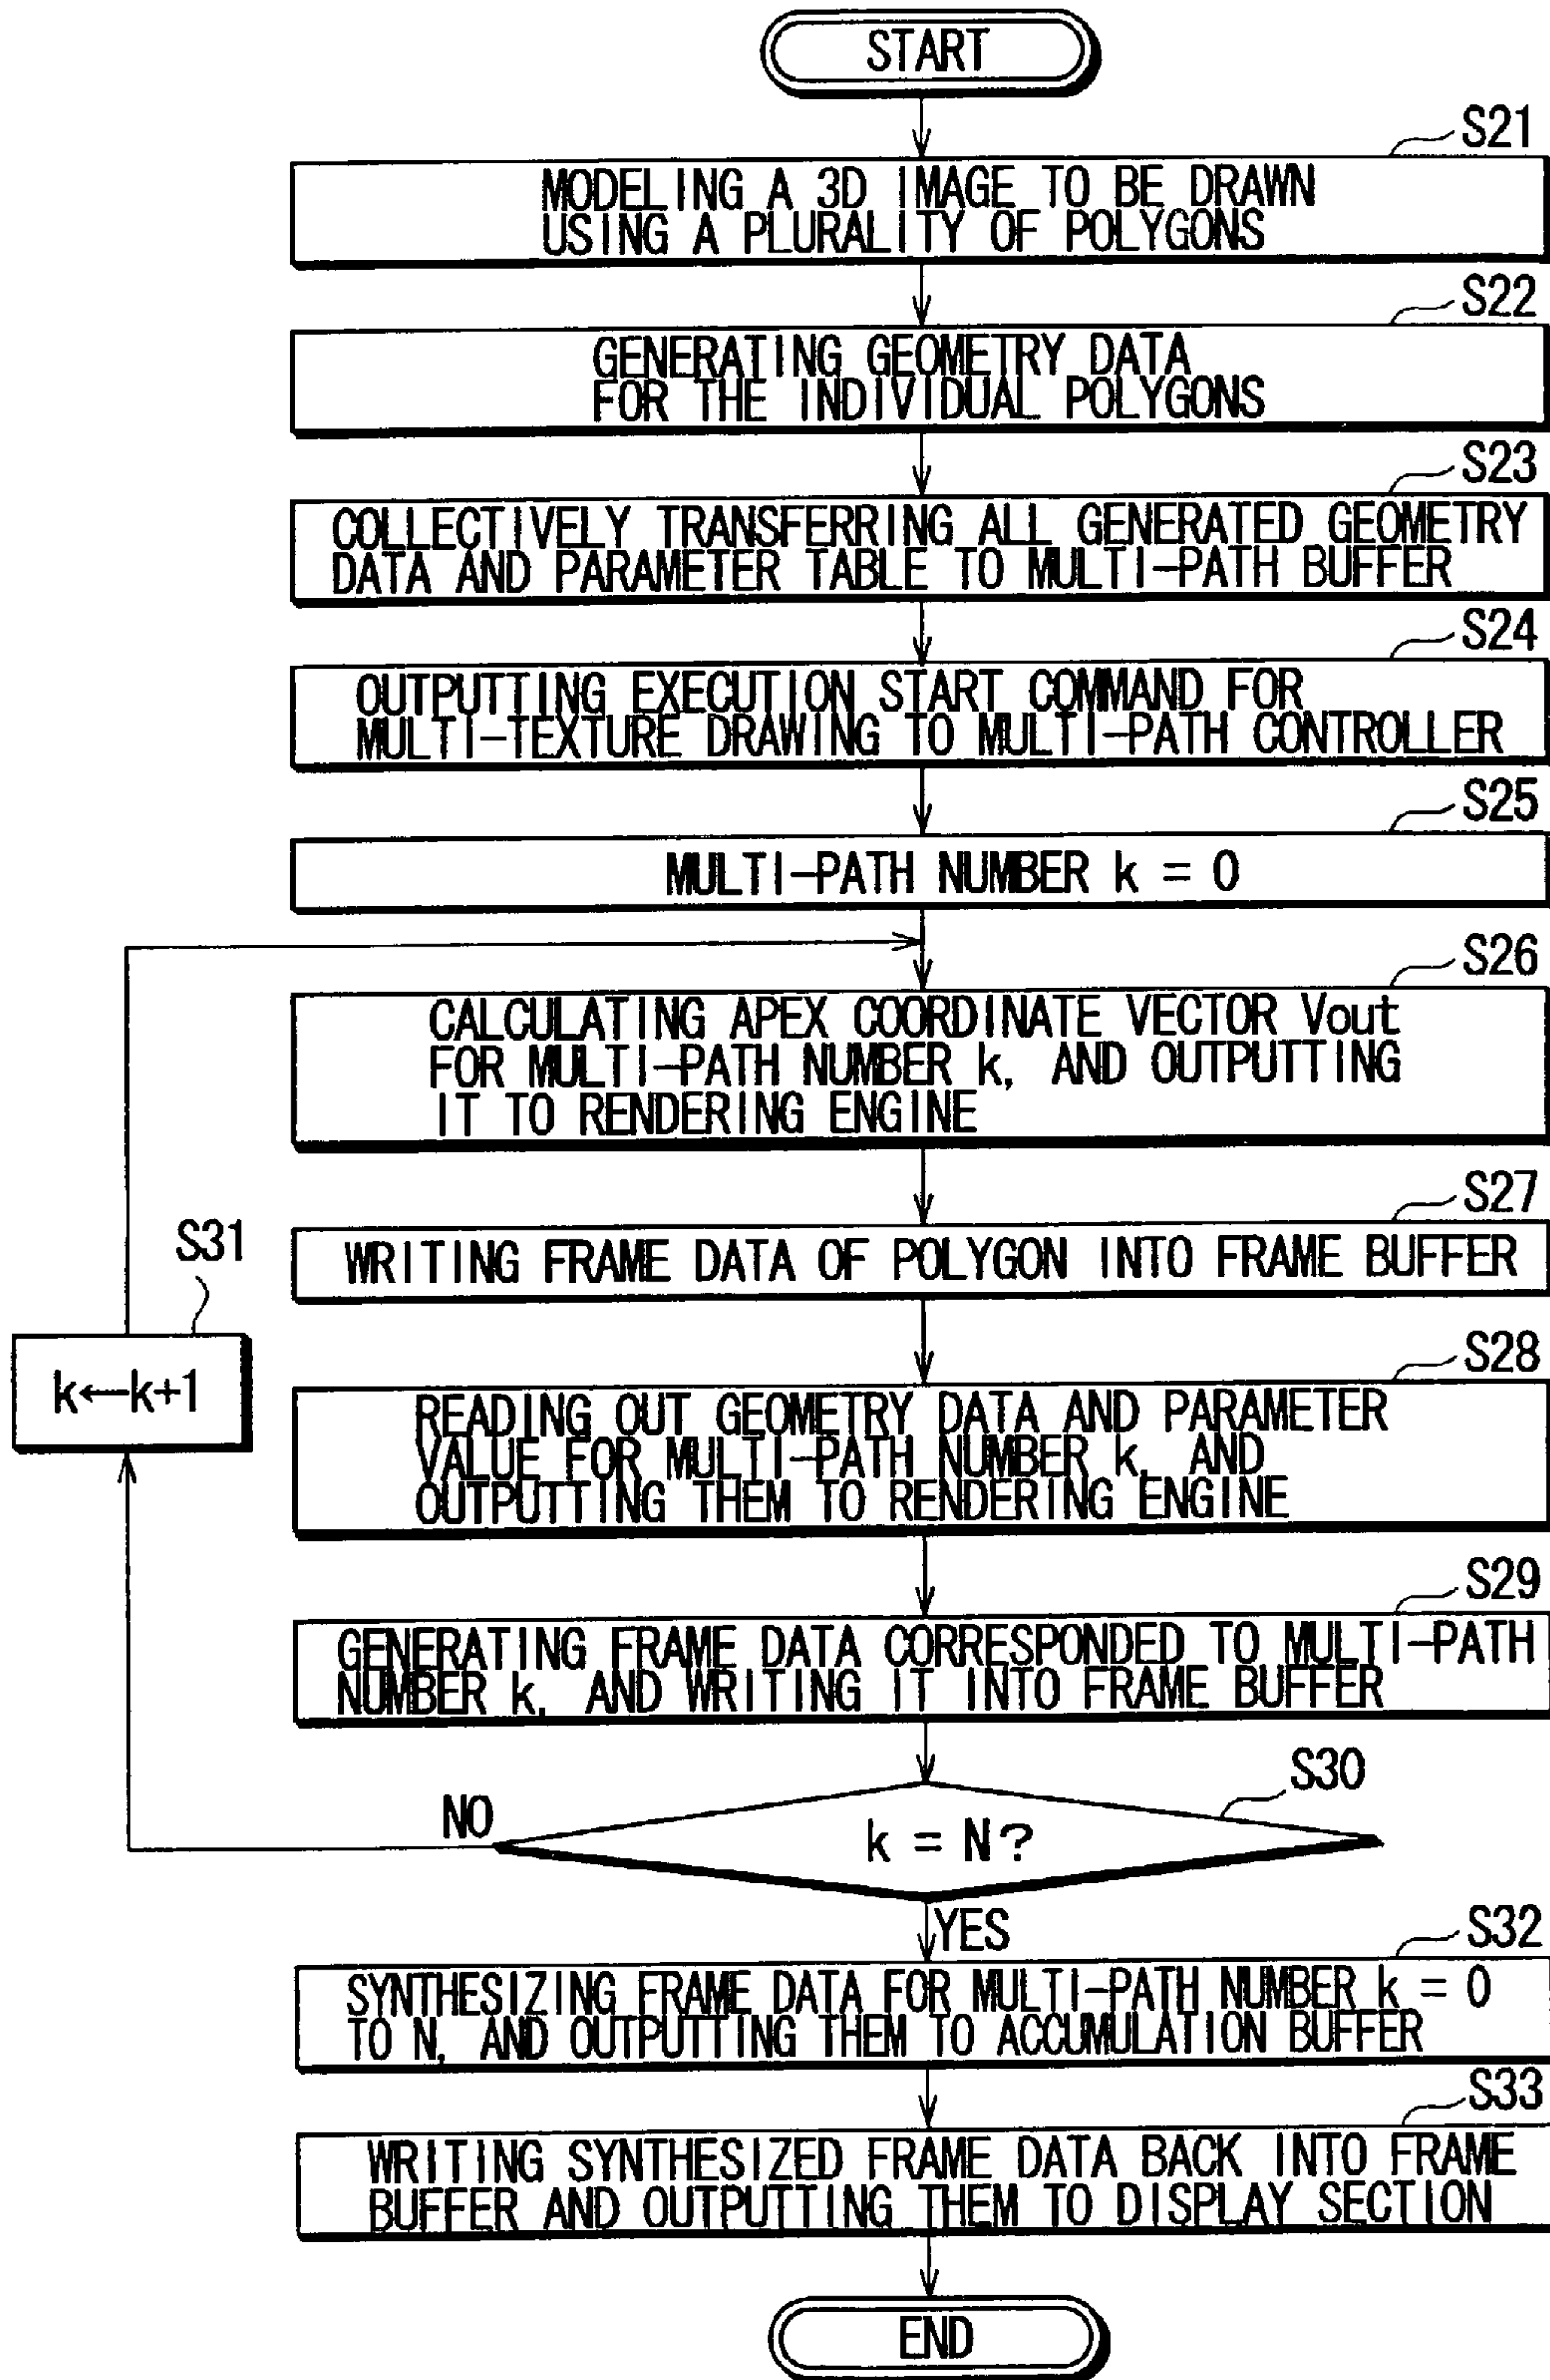 START
S21
MODELING A 3D IMAGE TO BE DRAWN
USING A PLURALITY OF POLYGONS
S22
GENERATING GEOMETRY DATA
FOR THE INDIVIDUAL POLYGONS
S23
COLLECTIVELY TRANSFERRING ALL GENERATED GEOMETRY
DATA AND PARAMETER TABLE TO MULTI-PATH BUFFER
S24
OUTPUTTING EXECUTION START COMMAND FOR
MULTI-TEXTURE DRAWING TO MULTI-PATH CONTROLLER
S25
MULTI-PATH NUMBER k = 0
S26
CALCULATING APEX COORDINATE VECTOR Vout
FOR MULTI-PATH NUMBER k, AND OUTPUTTING
IT TO RENDERING ENGINE
S27
WRITING FRAME DATA OF POLYGON INTO FRAME BUFFER
S31
k←k+1
S28
READING OUT GEOMETRY DATA AND PARAMETER
VALUE FOR MULTI-PATH NUMBER k, AND
OUTPUTTING THEM TO RENDERING ENGINE
S29
GENERATING FRAME DATA CORRESPONDED TO MULTI-PATH
NUMBER k, AND WRITING IT INTO FRAME BUFFER
S30
k = N?
NO
YES
S32
SYNTHESIZING FRAME DATA FOR MULTI-PATH NUMBER k = 0
TO N, AND OUTPUTTING THEM TO ACCUMULATION BUFFER
S33
WRITING SYNTHESIZED FRAME DATA BACK INTO FRAME
BUFFER AND OUTPUTTING THEM TO DISPLAY SECTION
END